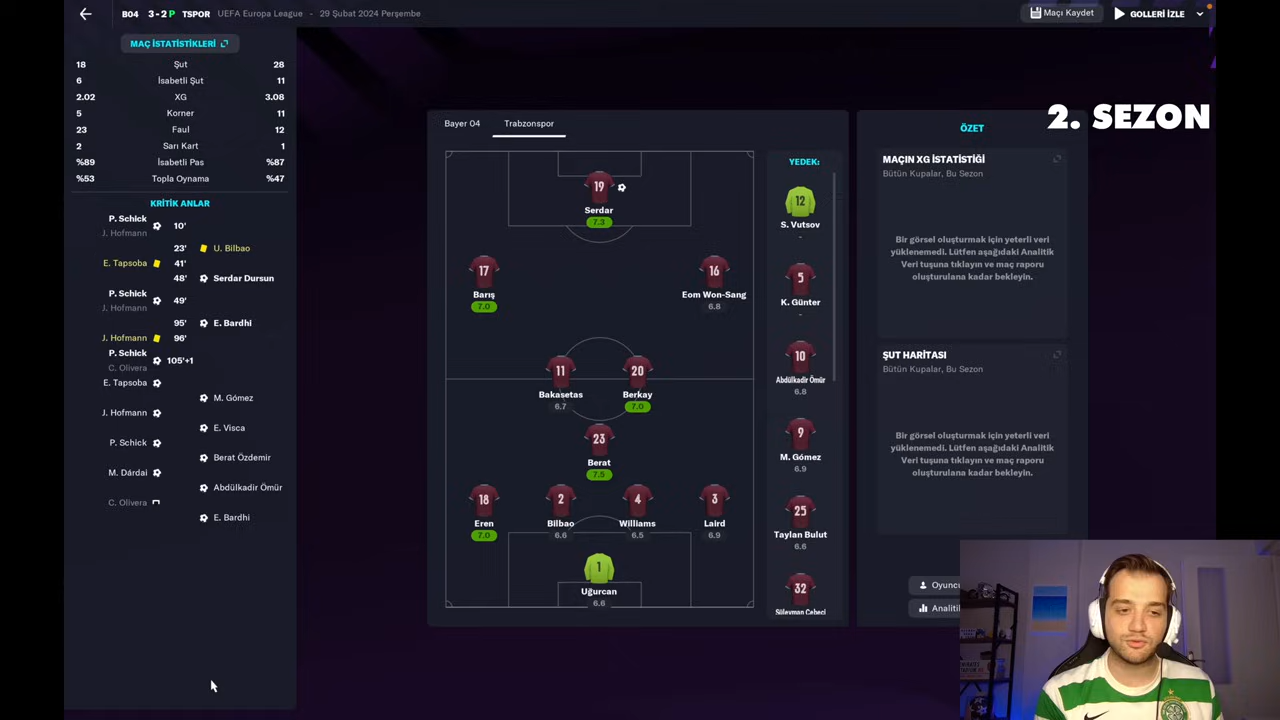 B04 3-2 P TSPOR UEFA Europa League - 29 Şubat 2024 Perşembe
Maçı Kaydet
GOLLERİ İZLE
2. SEZON
MAÇ İSTATİSTİKLERİ
18 Şut 28
6 İsabetli Şut 11
2.02 XG 3.08
5 Korner 11
23 Faul 12
2 Sarı Kart 1
%89 İsabetli Pas %87
%53 Topla Oynama %47
KRİTİK ANLAR
P. Schick 10'
J. Hofmann
23' U. Bilbao
E. Tapsoba 41'
48' Serdar Dursun
P. Schick 49'
J. Hofmann
95' E. Bardhi
J. Hofmann 96'
P. Schick 105'+1
C. Olivera
E. Tapsoba
M. Gómez
J. Hofmann
E. Visca
P. Schick
Berat Özdemir
M. Dárdai
Abdülkadir Ömür
C. Olivera
E. Bardhi
Bayer 04 Trabzonspor
19
Serdar
7.3
17
Barış
7.0
16
Eom Won-Sang
6.8
11
Bakasetas
6.7
20
Berkay
7.0
23
Berat
7.5
18
Eren
7.0
2
Bilbao
6.6
4
Williams
6.5
3
Laird
6.9
1
Uğurcan
6.6
YEDEK:
12
S. Vutsov
-
5
K. Günter
-
10
Abdülkadir Ömür
6.8
9
M. Gómez
6.9
25
Taylan Bulut
6.6
32
Süleyman Cebeci
ÖZET
MAÇIN XG İSTATİSTİĞİ
Bütün Kupalar, Bu Sezon
Bir görsel oluşturmak için yeterli veri
yüklenemedi. Lütfen aşağıdaki Analitik
Veri tuşuna tıklayın ve maç raporu
oluşturulana kadar bekleyin.
ŞUT HARİTASI
Bütün Kupalar, Bu Sezon
Bir görsel oluşturmak için yeterli veri
yüklenemedi. Lütfen aşağıdaki Analitik
Veri tuşuna tıklayın ve maç raporu
oluşturulana kadar bekleyin.
Oyuncu
Analitik